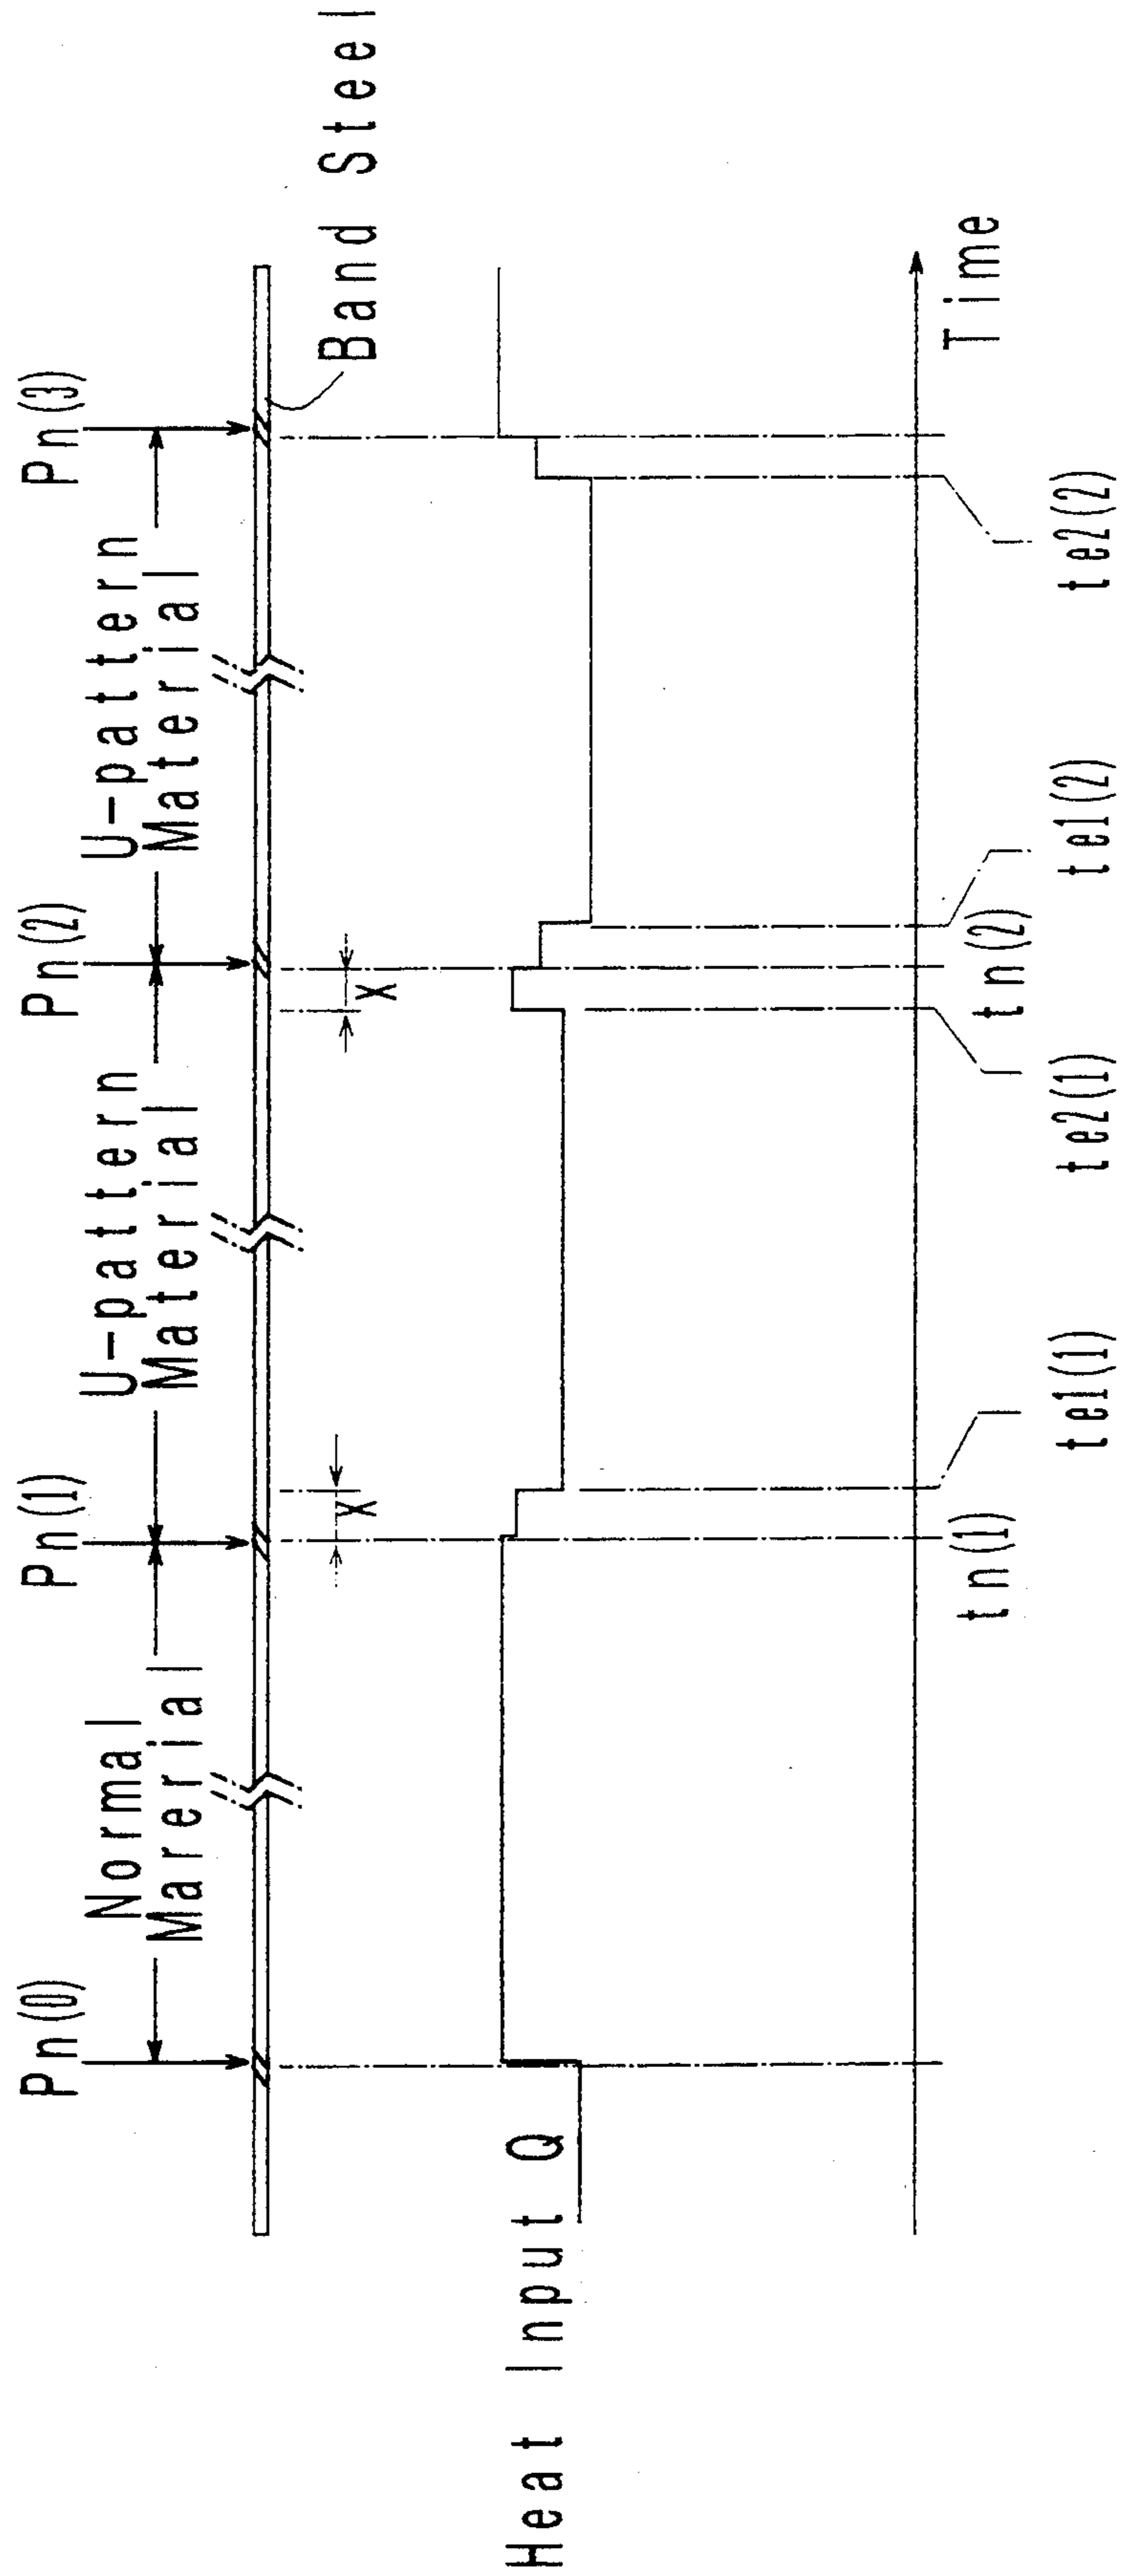 Pn(0)
Pn(1)
Pn(2)
Pn(3)
Normal
Marerial
U-pattern
Material
U-pattern
Material
Band Steel
X
X
Heat Input Q
Time
tn(1)
tn(2)
te1(1)
te2(1)
te1(2)
te2(2)